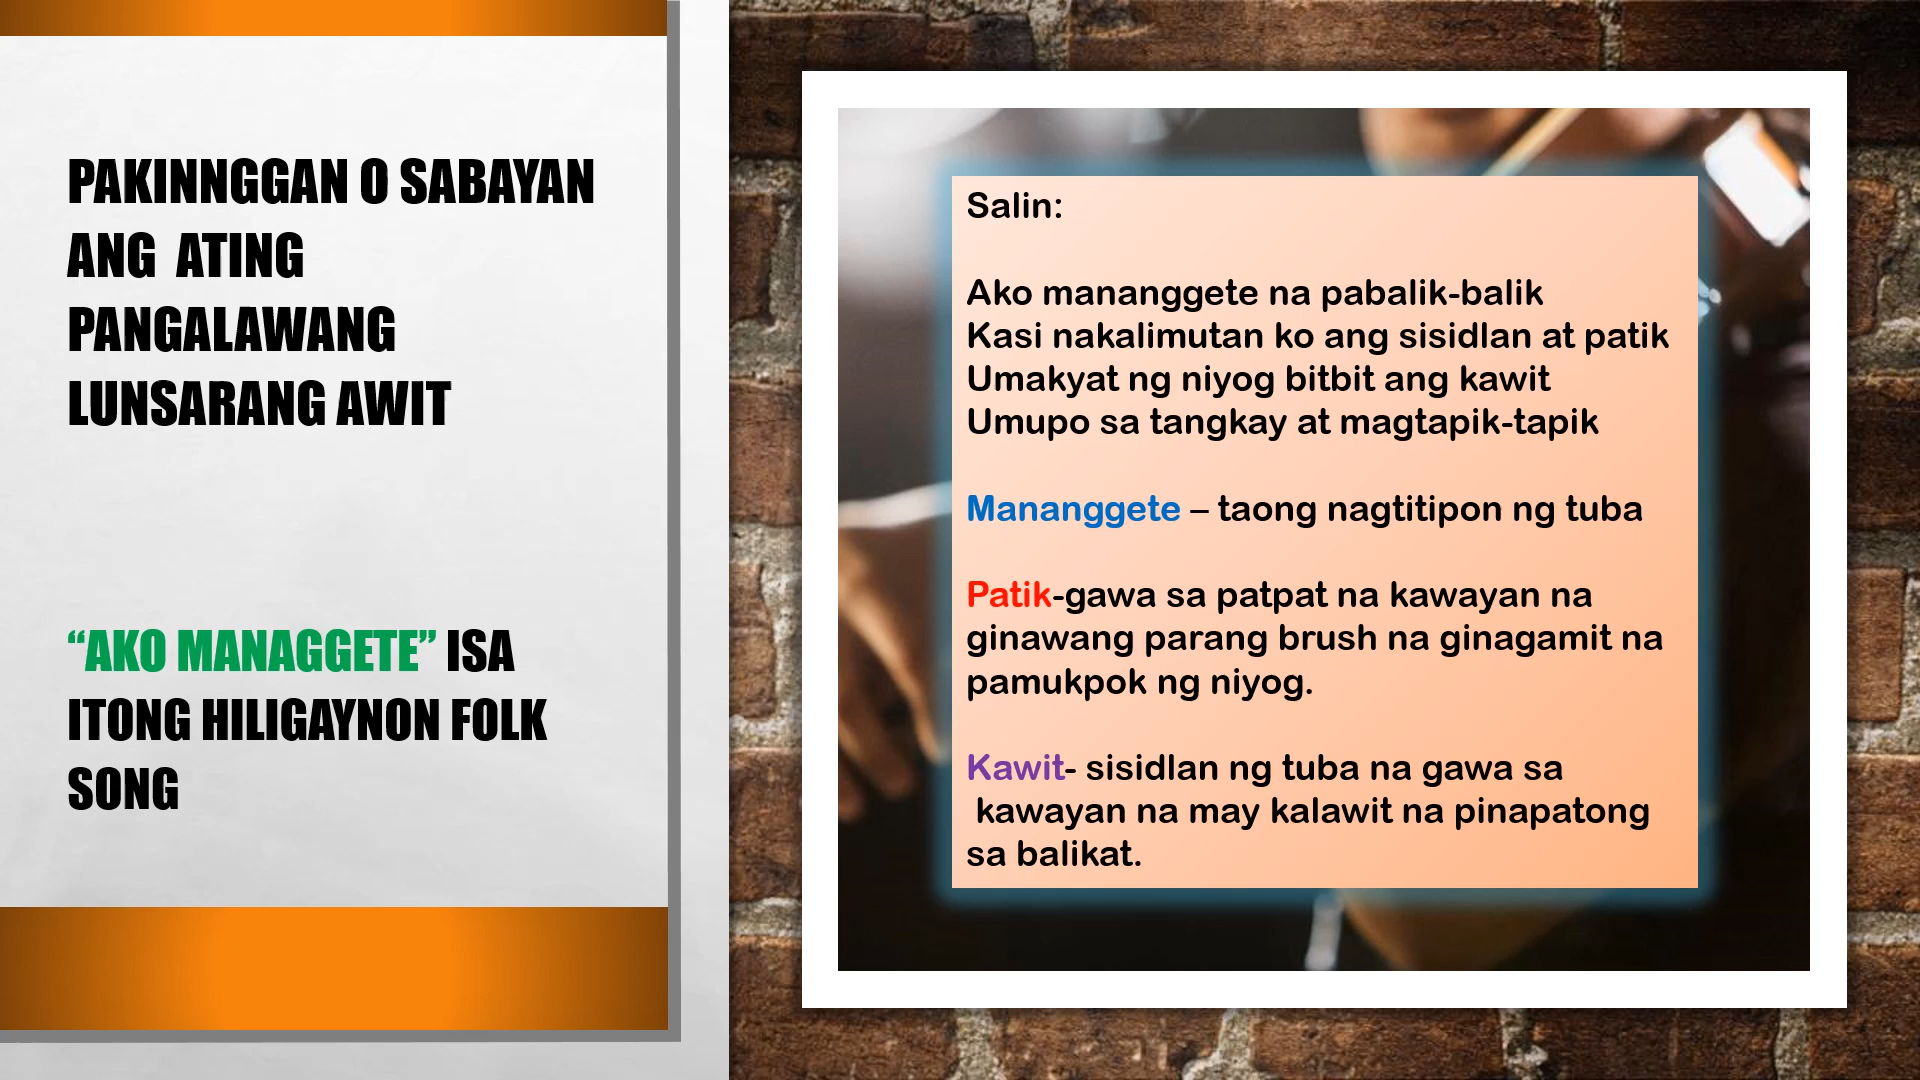 PAKINNGGAN O SABAYAN
ANG ATING
PANGALAWANG
LUNSARANG AWIT
“AKO MANAGGETE” ISA
ITONG HILIGAYNON FOLK
SONG
Salin:
Ako mananggete na pabalik-balik
Kasi nakalimutan ko ang sisidlan at patik
Umakyat ng niyog bitbit ang kawit
Umupo sa tangkay at magtapik-tapik
Mananggete – taong nagtitipon ng tuba
Patik-gawa sa patpat na kawayan na
ginawang parang brush na ginagamit na
pamukpok ng niyog.
Kawit- sisidlan ng tuba na gawa sa
kawayan na may kalawit na pinapatong
sa balikat.